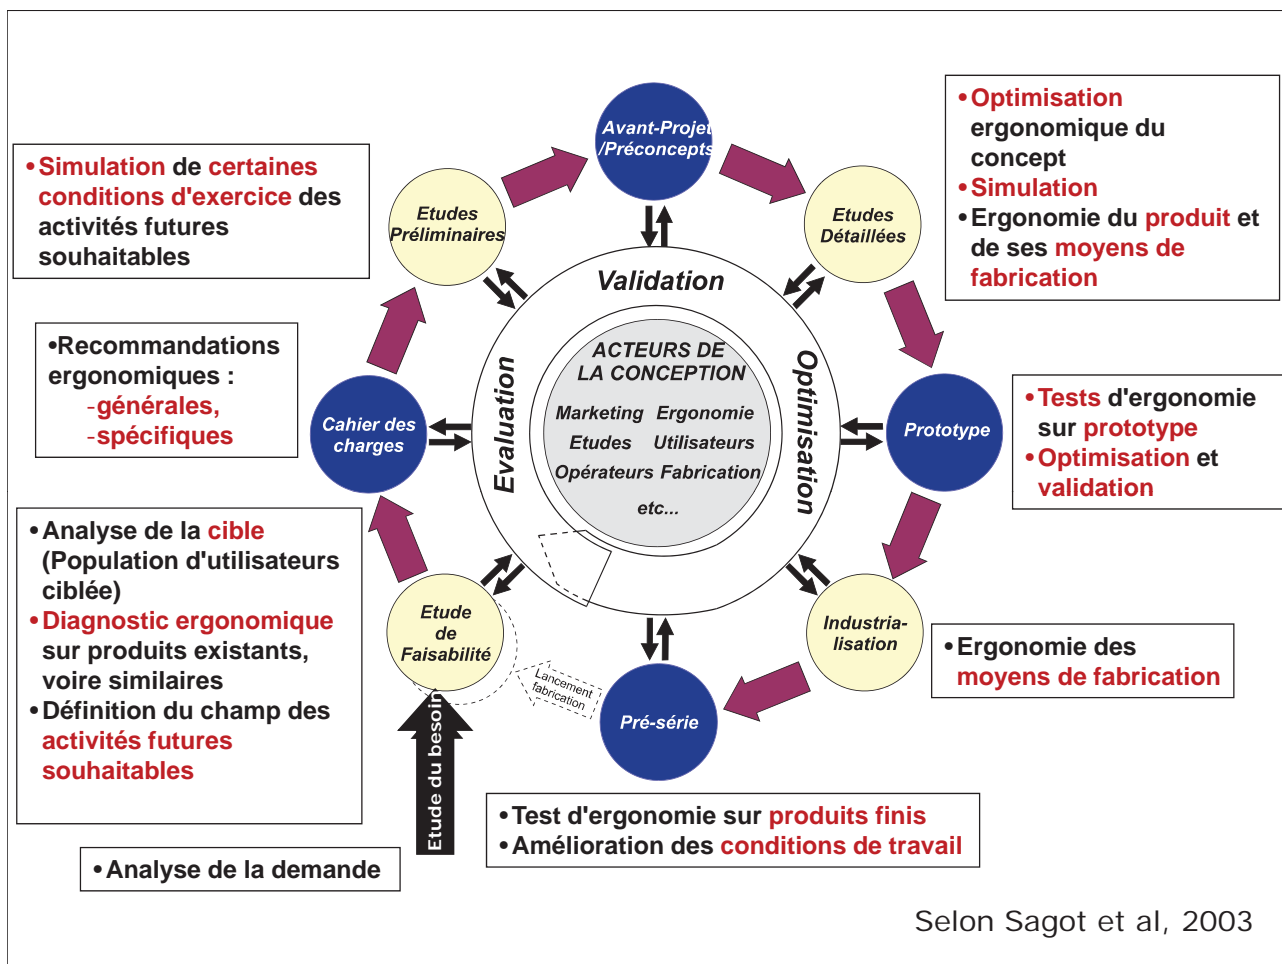 Avant-Projet
/Préconcepts
•Optimisation
ergonomique du
concept
•Simulation
•Ergonomie du produit et
de ses moyens de
fabrication
•Simulation de certaines
conditions d'exercice des
activités futures
souhaitables
Etudes
Préliminaires
Etudes
Détaillées
Validation
Evaluation
Optimisation
ACTEURS DE
LA CONCEPTION
Marketing Ergonomie
Etudes Utilisateurs
Opérateurs Fabrication
etc...
•Recommandations
ergonomiques :
-générales,
-spécifiques
Cahier des
charges
Prototype
•Tests d'ergonomie
sur prototype
•Optimisation et
validation
•Analyse de la cible
(Population d'utilisateurs
ciblée)
•Diagnostic ergonomique
sur produits existants,
voire similaires
•Définition du champ des
activités futures
souhaitables
Etude
de
Faisabilité
Industria-
lisation
•Ergonomie des
moyens de fabrication
Lancement
fabrication
Pré-série
Etude du besoin
•Test d'ergonomie sur produits finis
•Amélioration des conditions de travail
•Analyse de la demande
Selon Sagot et al, 2003